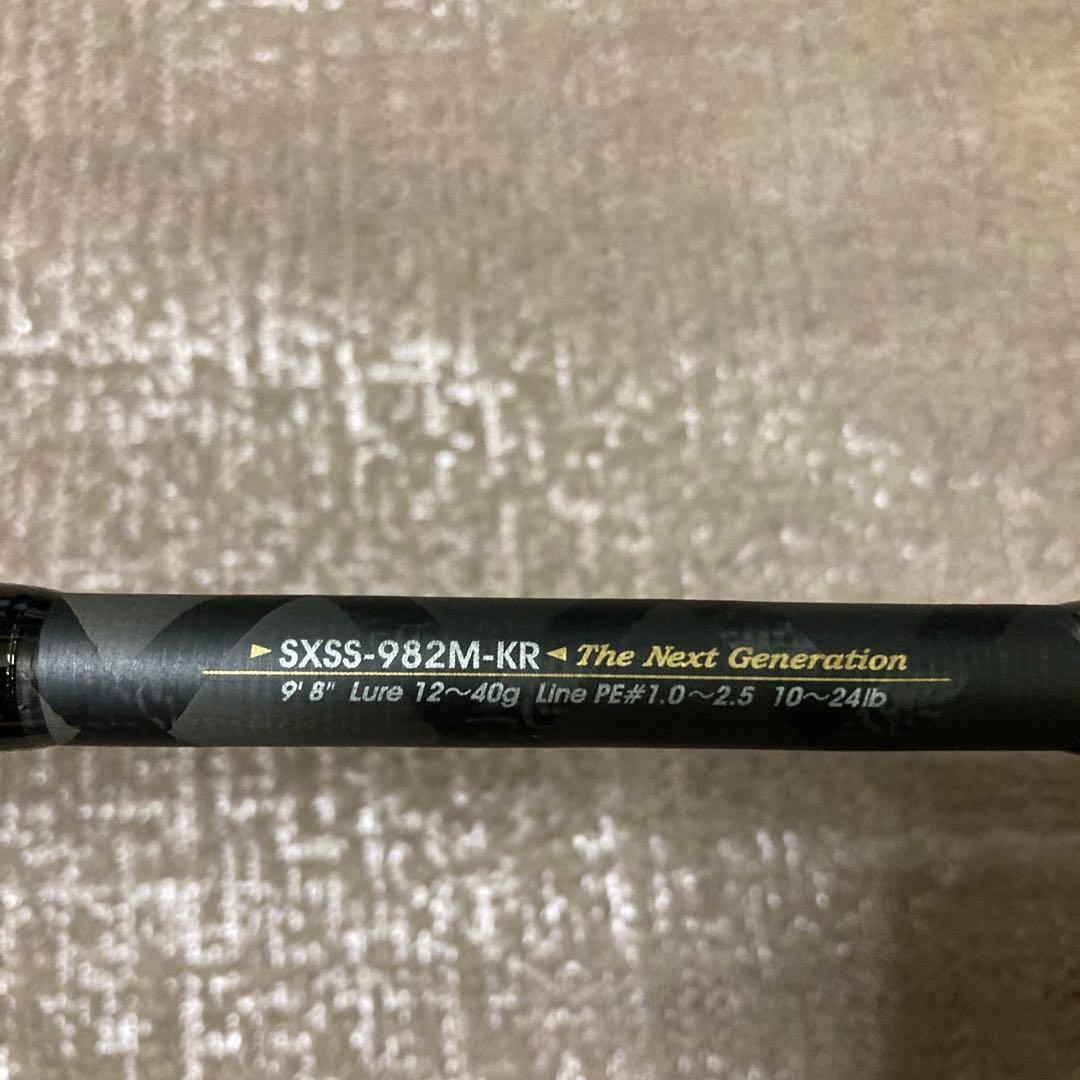 ▶ SXSS-982M-KR ◀ The Next Generation
9' 8" Lure 12〜40g Line PE#1.0〜2.5 10〜24lb